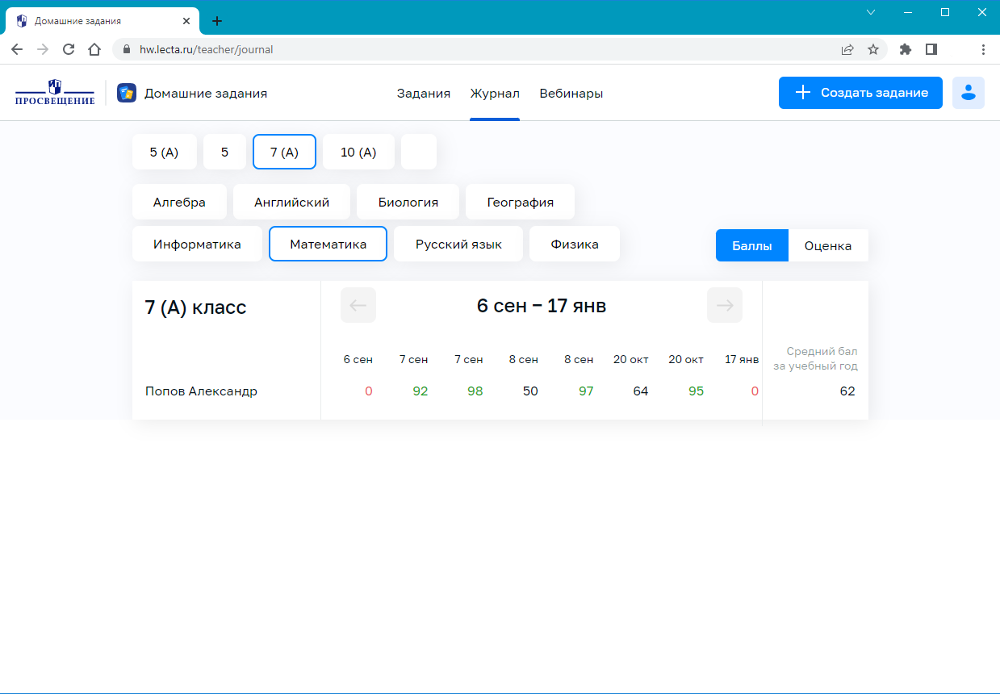 Домашние задания
hw.lecta.ru/teacher/journal
ПРОСВЕЩЕНИЕ Домашние задания Задания Журнал Вебинары Создать задание
5 (А) 5 7 (А) 10 (А)
Алгебра Английский Биология География
Информатика Математика Русский язык Физика Баллы Оценка
7 (А) класс 6 сен – 17 янв
Средний бал
за учебный год
6 сен 7 сен 7 сен 8 сен 8 сен 20 окт 20 окт 17 янв
Попов Александр 0 92 98 50 97 64 95 0 62